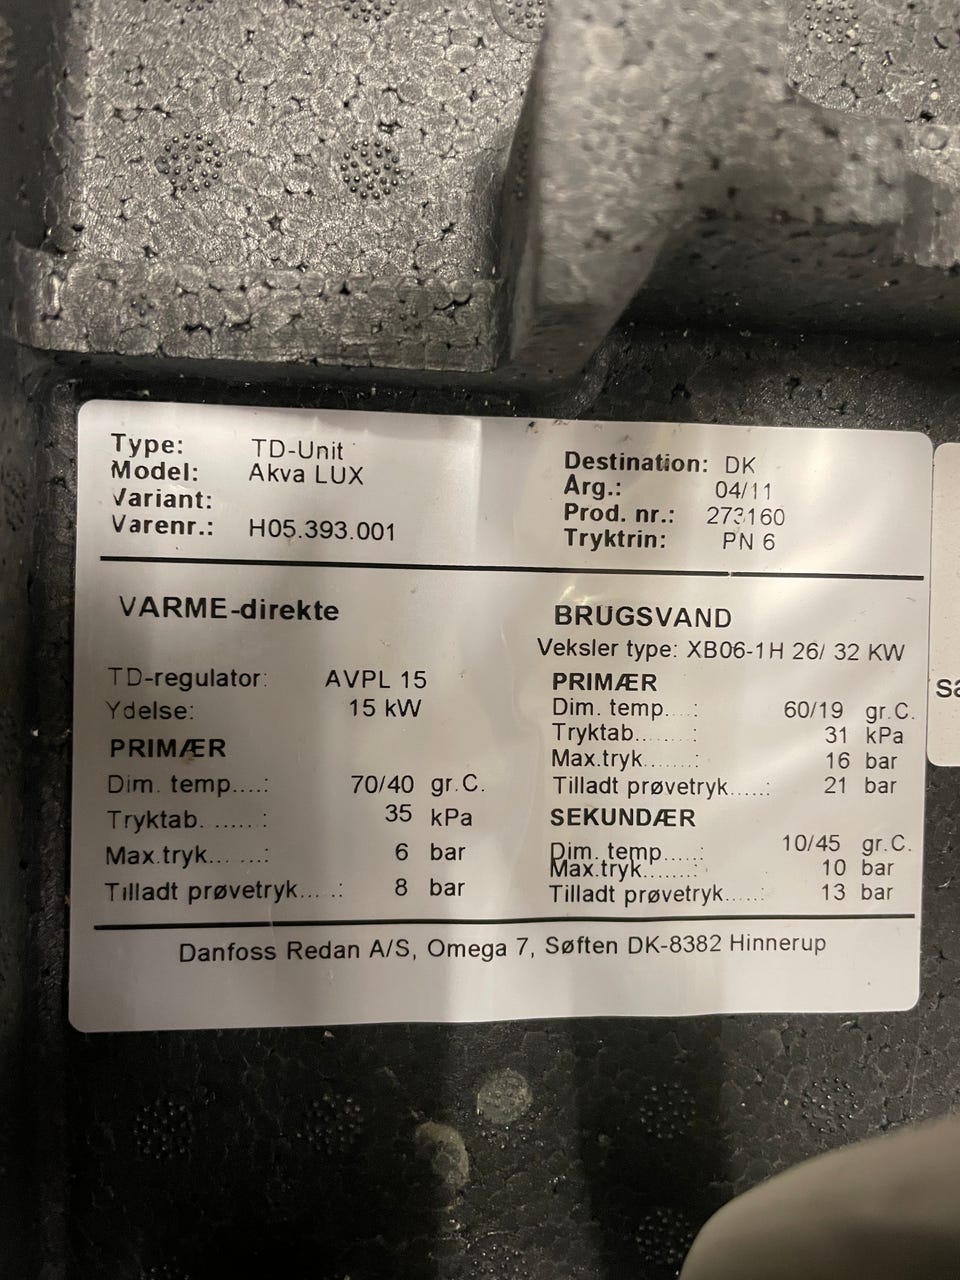 Type: TD-Unit
Model: Akva LUX
Variant:
Varenr.: H05.393.001
Destination: DK
Årg.: 04/11
Prod. nr.: 273160
Tryktrin: PN 6
VARME-direkte
TD-regulator: AVPL 15
Ydelse: 15 kW
PRIMÆR
Dim. temp....: 70/40 gr.C.
Tryktab. ..... : 35 kPa
Max.tryk... ...: 6 bar
Tilladt prøvetryk... .: 8 bar
BRUGSVAND
Veksler type: XB06-1H 26/ 32 KW
PRIMÆR
Dim. temp....: 60/19 gr.C.
Tryktab........: 31 kPa
Max.tryk.......: 16 bar
Tilladt prøvetryk.....: 21 bar
SEKUNDÆR
Dim. temp.....: 10/45 gr.C.
Max.tryk.......: 10 bar
Tilladt prøvetryk.....: 13 bar
Danfoss Redan A/S, Omega 7, Søften DK-8382 Hinnerup